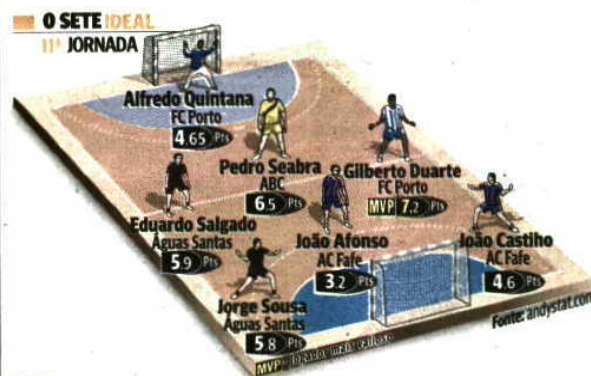 O SETE IDEAL
11ª JORNADA
Alfredo Quintana
FC Porto
4.65 Pts
Pedro Seabra
ABC
6.5 Pts
Gilberto Duarte
FC Porto
MVP 7.2 Pts
Eduardo Salgado
Águas Santas
5.9 Pts
João Afonso
AC Fafe
3.2 Pts
João Castiho
AC Fafe
4.6 Pts
Jorge Sousa
Águas Santas
5.8 Pts
MVP - Jogador mais valioso
Fonte: andystat.com